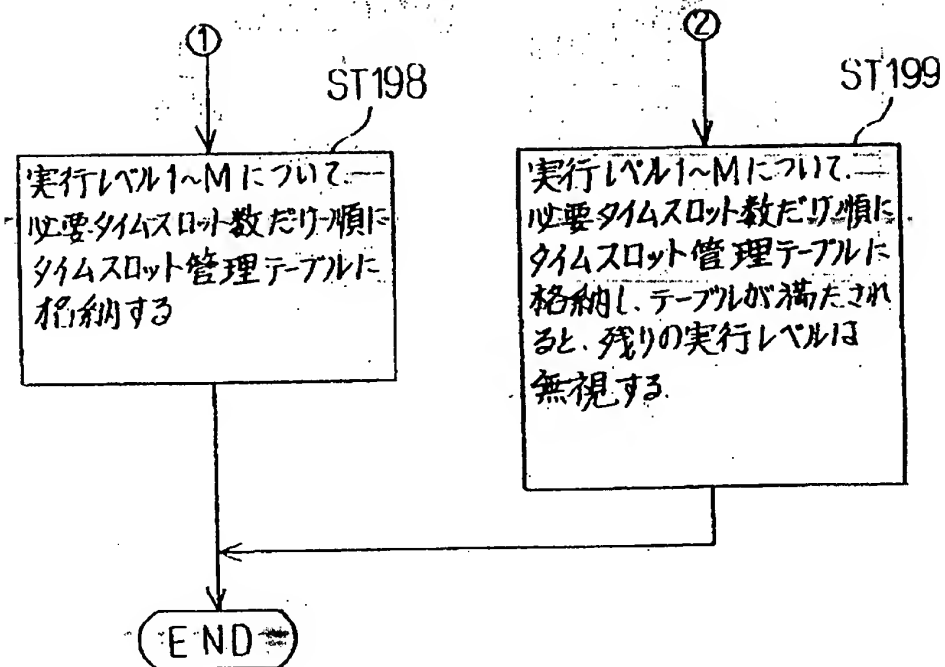 ①
ST198
実行レベル1~Mについて
必要タイムスロット数だけ順に
タイムスロット管理テーブルに
格納する
②
ST199
実行レベル1~Mについて
必要タイムスロット数だけ順に
タイムスロット管理テーブルに
格納し、テーブルが満たされ
ると、残りの実行レベルは
無視する
END